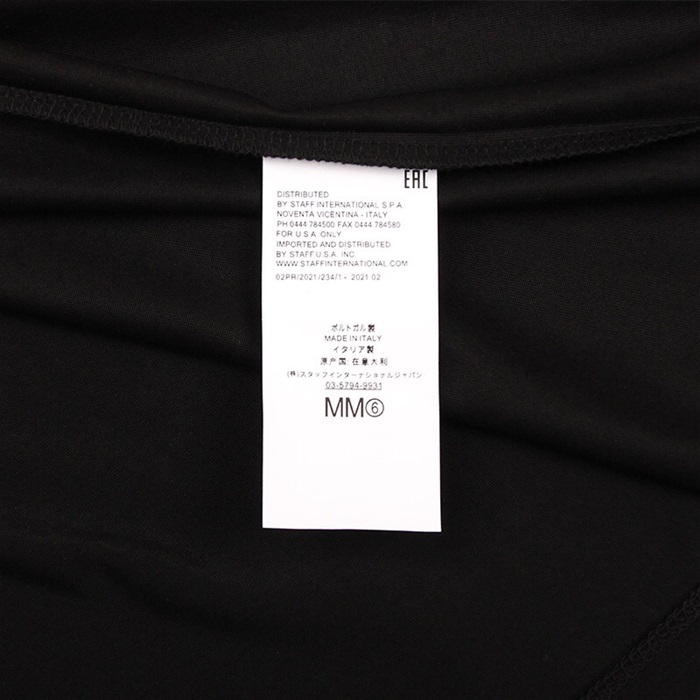 EAC
DISTRIBUTED
BY STAFF INTERNATIONAL S.P.A.
NOVENTA VICENTINA - ITALY
PH 0444 784500 FAX 0444 784580
FOR U.S.A. ONLY
IMPORTED AND DISTRIBUTED
BY STAFF U.S.A. INC.
WWW.STAFFINTERNATIONAL.COM
02PR/2021/234/1 - 2021 02
ポルトガル製
MADE IN ITALY
イタリア製
原产国: 在意大利
(株)スタッフインターナショナルジャパン
03-5794-9931
MM⑥